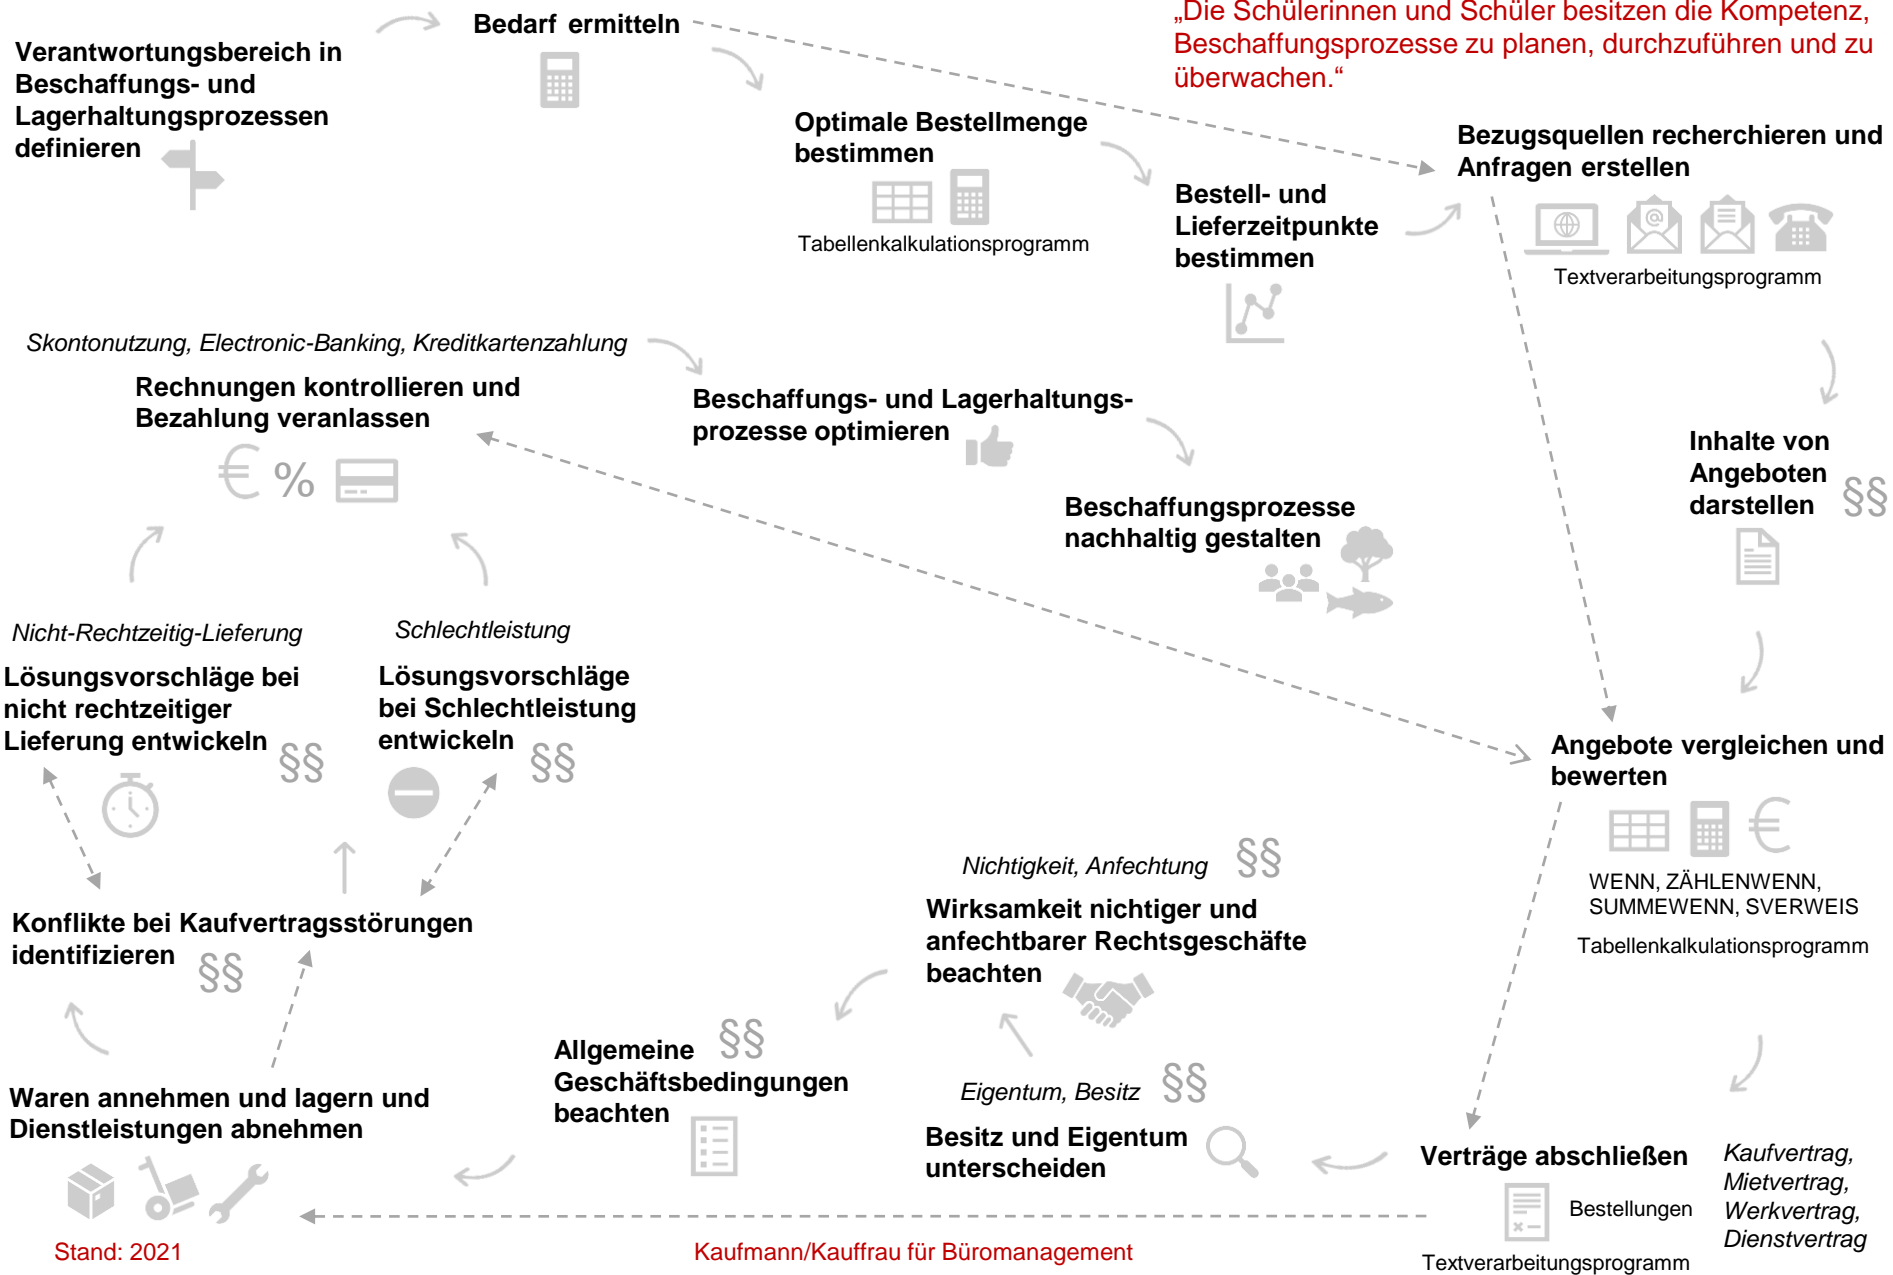 „Die Schülerinnen und Schüler besitzen die Kompetenz,
Beschaffungsprozesse zu planen, durchzuführen und zu
überwachen.“
Verantwortungsbereich in
Beschaffungs- und
Lagerhaltungsprozessen
definieren
Bedarf ermitteln
Optimale Bestellmenge
bestimmen
Tabellenkalkulationsprogramm
Bestell- und
Lieferzeitpunkte
bestimmen
Bezugsquellen recherchieren und
Anfragen erstellen
@
Textverarbeitungsprogramm
Inhalte von
Angeboten
darstellen
§§
Angebote vergleichen und
bewerten
€
WENN, ZÄHLENWENN,
SUMMEWENN, SVERWEIS
Tabellenkalkulationsprogramm
Verträge abschließen
Bestellungen
Textverarbeitungsprogramm
Kaufvertrag,
Mietvertrag,
Werkvertrag,
Dienstvertrag
Eigentum, Besitz §§
Besitz und Eigentum
unterscheiden
Nichtigkeit, Anfechtung §§
Wirksamkeit nichtiger und
anfechtbarer Rechtsgeschäfte
beachten
Allgemeine §§
Geschäftsbedingungen
beachten
Waren annehmen und lagern und
Dienstleistungen abnehmen
Konflikte bei Kaufvertragsstörungen
identifizieren §§
Nicht-Rechtzeitig-Lieferung
Lösungsvorschläge bei
nicht rechtzeitiger
Lieferung entwickeln §§
Schlechtleistung
Lösungsvorschläge
bei Schlechtleistung
entwickeln §§
Skontonutzung, Electronic-Banking, Kreditkartenzahlung
Rechnungen kontrollieren und
Bezahlung veranlassen
€ %
Beschaffungs- und Lagerhaltungs-
prozesse optimieren
Beschaffungsprozesse
nachhaltig gestalten
Stand: 2021
Kaufmann/Kauffrau für Büromanagement